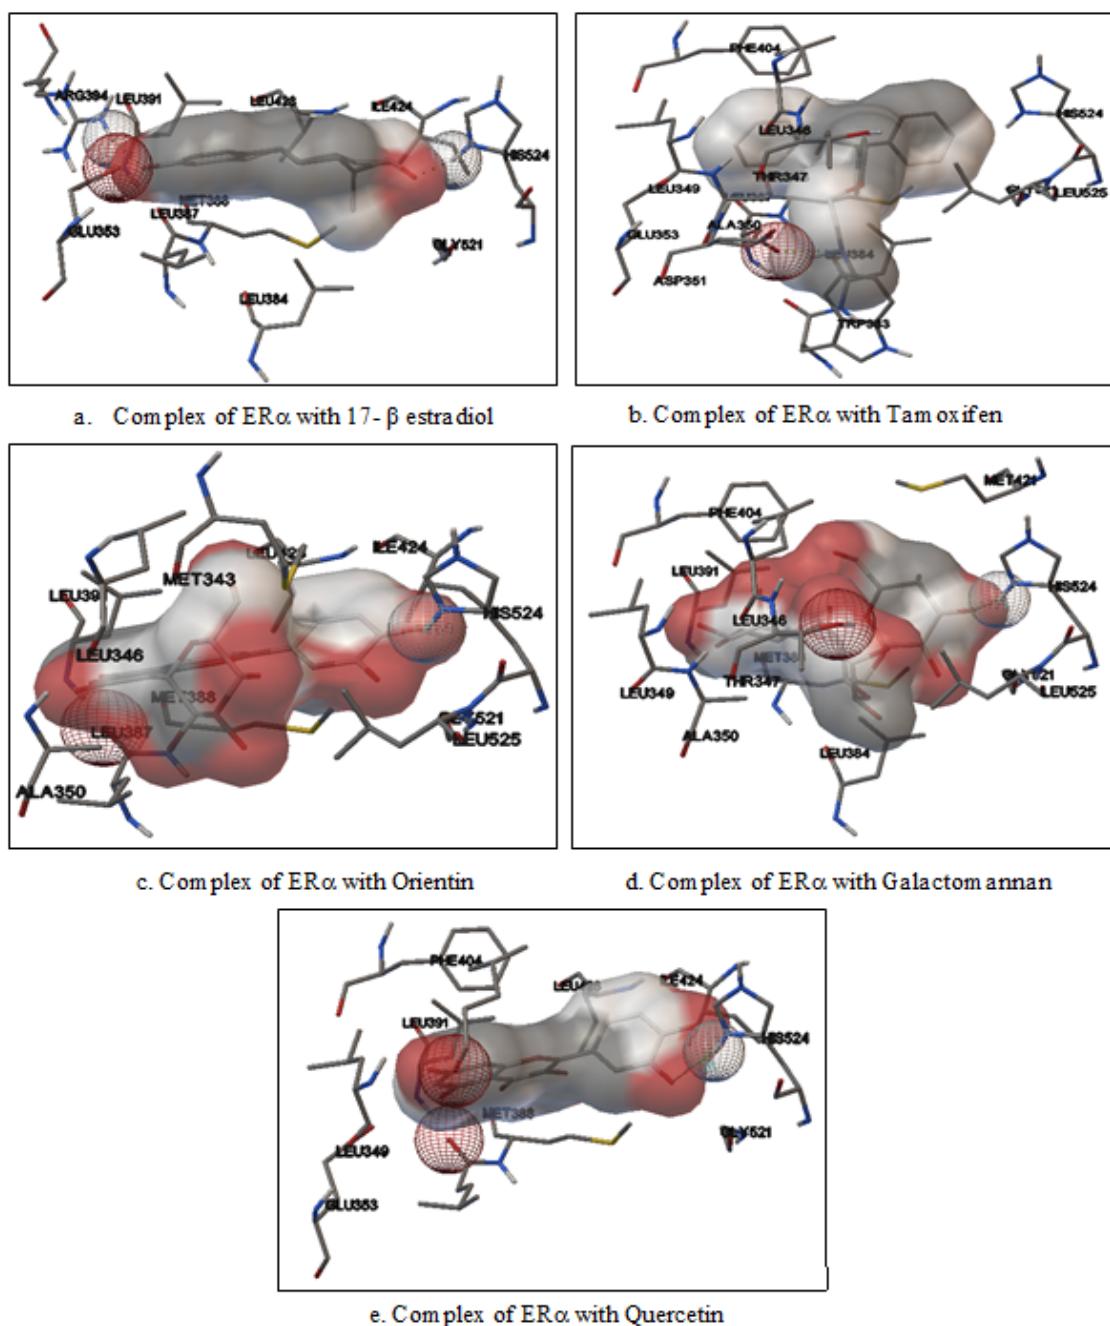 ARG394
LEU391
LEU428
ILE424
HIS524
MET388
LEU387
GLU353
GLY521
LEU384
PHE404
HIS524
LEU346
THR347
LEU349
LEU525
ALA350
GLU353
LEU384
ASP351
TRP383
a. Complex of ERα with 17- β estradiol
b. Complex of ERα with Tamoxifen
ILE424
MET343
LEU39
HIS524
LEU346
MET388
LEU387
LEU525
ALA350
MET421
PHE404
HIS524
LEU391
LEU346
THR347
LEU349
LEU525
ALA350
LEU384
c. Complex of ERα with Orientin
d. Complex of ERα with Galactomannan
PHE404
LEU391
HIS524
MET388
GLY521
LEU349
GLU353
e. Complex of ERα with Quercetin